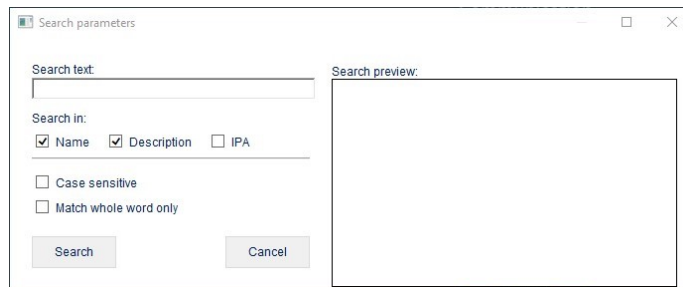 Search parameters
Search text:
Search preview:
Search in:
Name Description IPA
Case sensitive
Match whole word only
Search Cancel